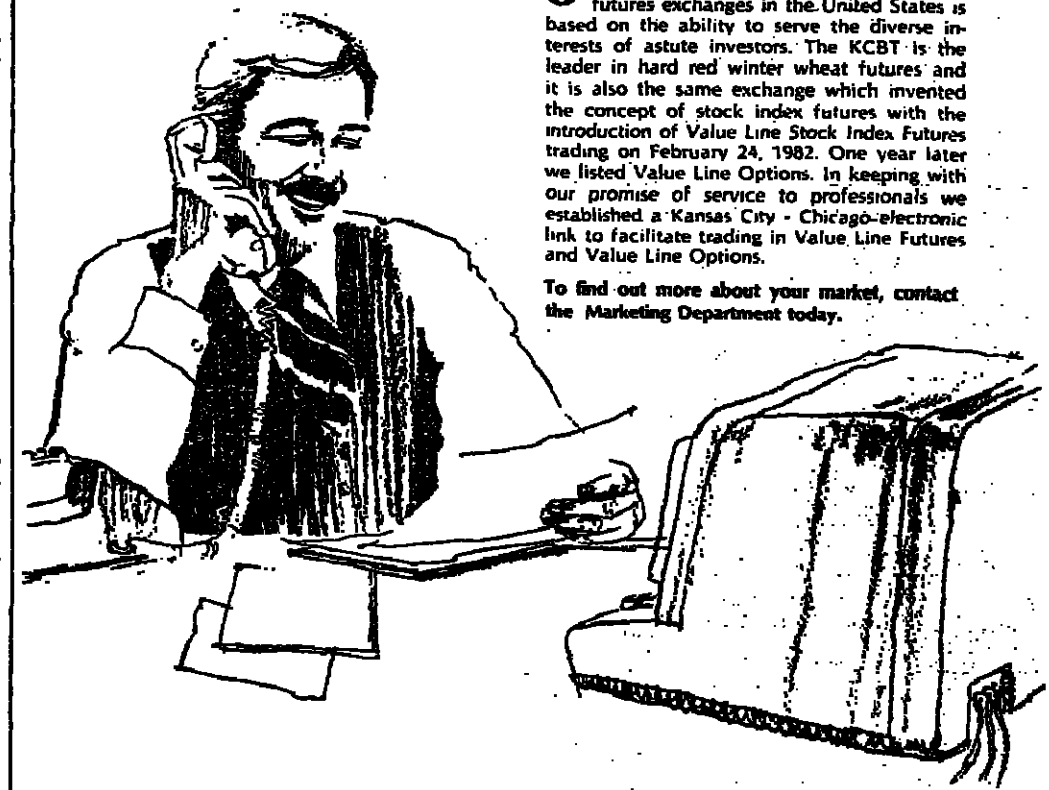 futures exchanges in the United States is
based on the ability to serve the diverse in-
terests of astute investors. The KCBT is the
leader in hard red winter wheat futures and
it is also the same exchange which invented
the concept of stock index futures with the
introduction of Value Line Stock Index Futures
trading on February 24, 1982. One year later
we listed Value Line Options. In keeping with
our promise of service to professionals we
established a Kansas City - Chicago electronic
link to facilitate trading in Value Line Futures
and Value Line Options.
To find out more about your market, contact
the Marketing Department today.